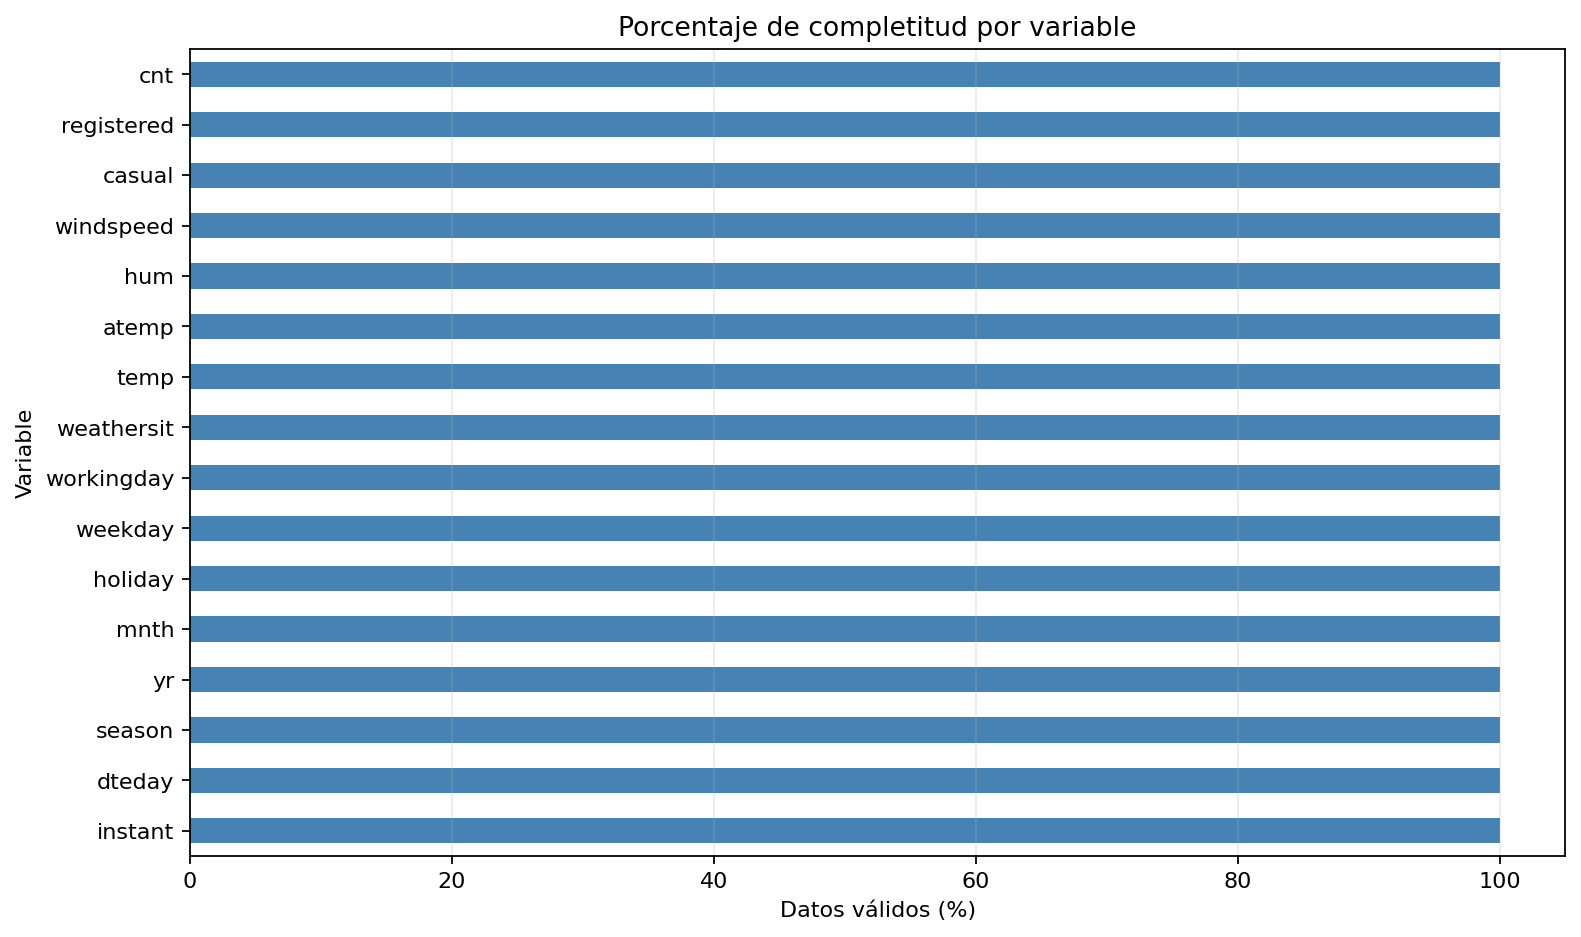 Porcentaje de completitud por variable
cnt
registered
casual
windspeed
hum
atemp
temp
weathersit
workingday
weekday
holiday
mnth
yr
season
dteday
instant
Variable
0 20 40 60 80 100
Datos válidos (%)